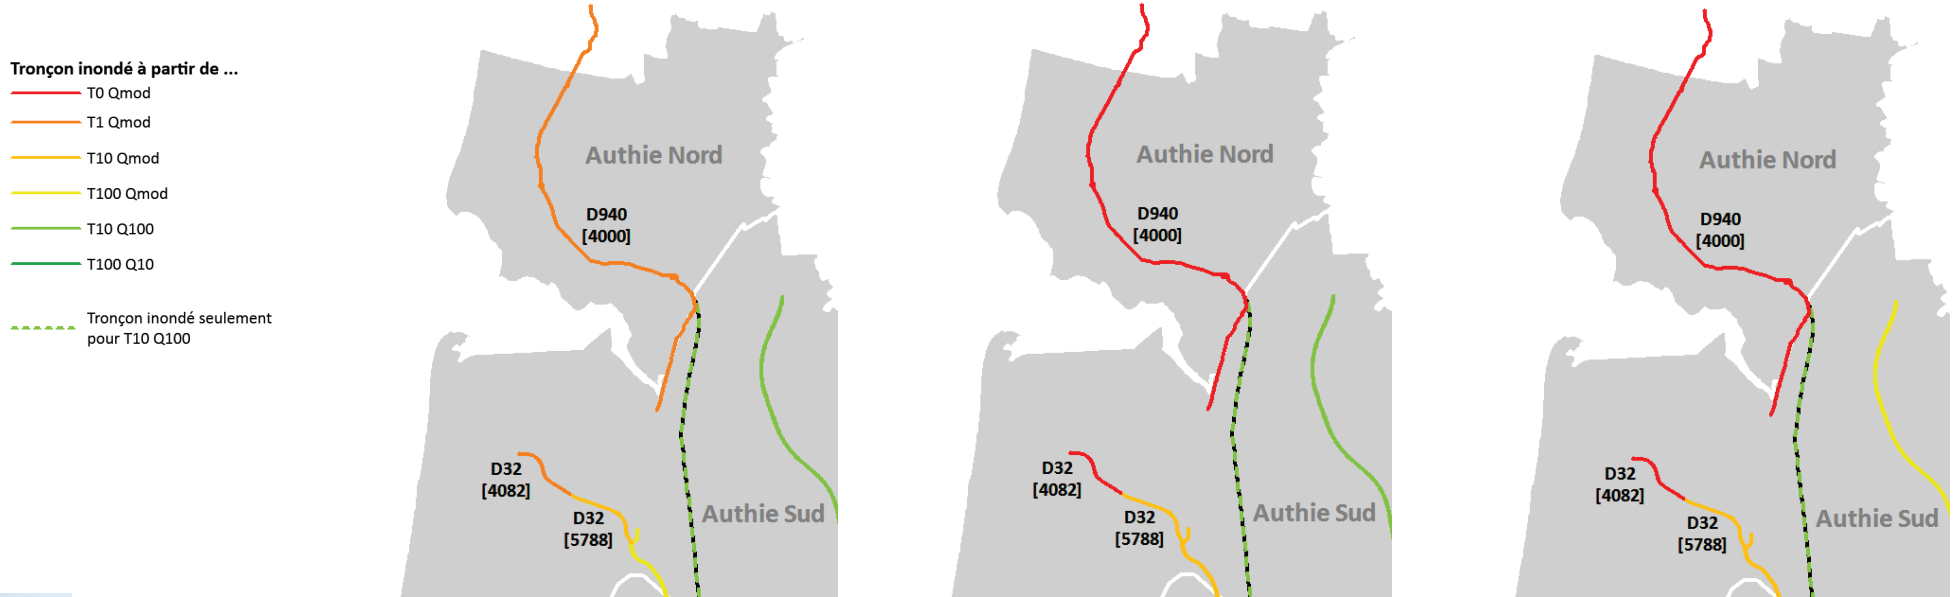 Tronçon inondé à partir de ...
T0 Qmod
T1 Qmod
T10 Qmod
T100 Qmod
T10 Q100
T100 Q10
Tronçon inondé seulement
pour T10 Q100
Authie Nord
D940
[4000]
D32
[4082]
D32
[5788]
Authie Sud
Authie Nord
D940
[4000]
D32
[4082]
D32
[5788]
Authie Sud
Authie Nord
D940
[4000]
D32
[4082]
D32
[5788]
Authie Sud